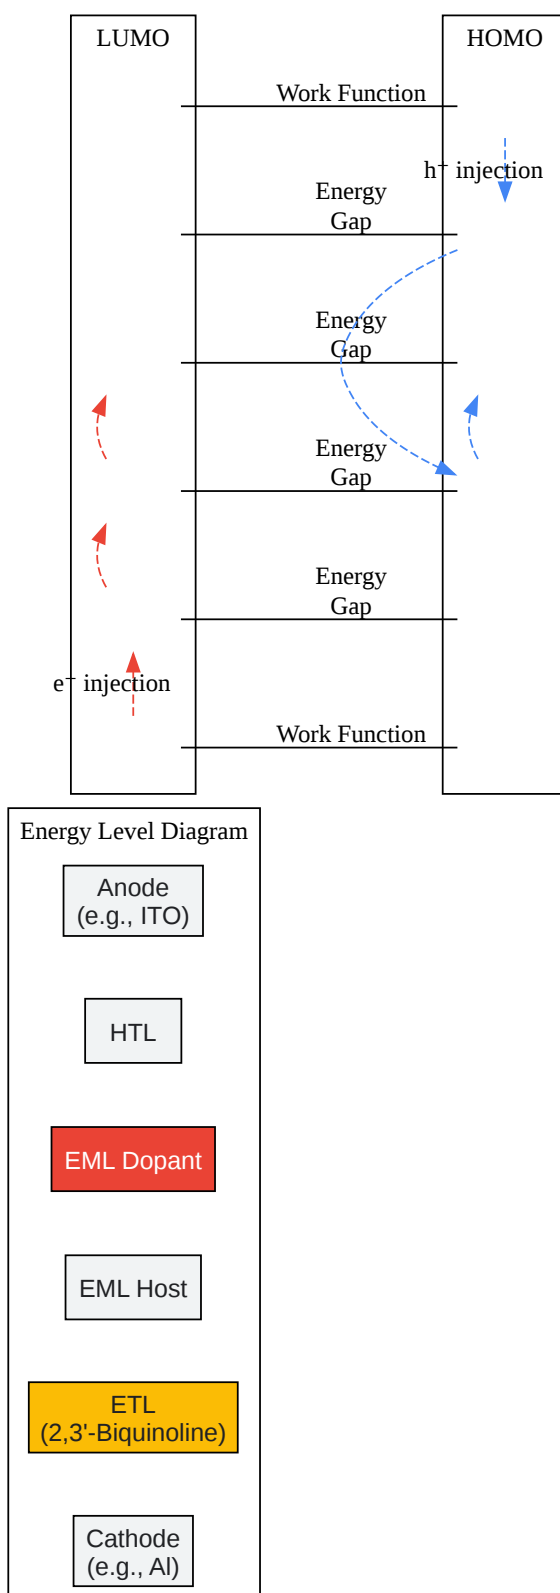 LUMO
HOMO
Work Function
h⁺ injection
Energy
Gap
Energy
Gap
Energy
Gap
Energy
Gap
e⁻ injection
Work Function
Energy Level Diagram
Anode
(e.g., ITO)
HTL
EML Dopant
EML Host
ETL
(2,3'-Biquinoline)
Cathode
(e.g., Al)